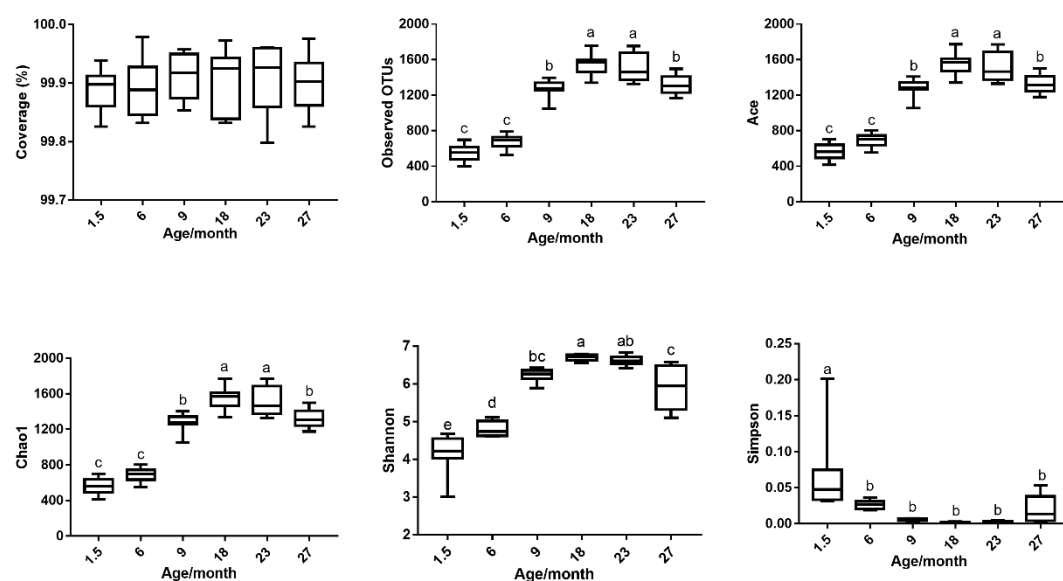 Coverage (%)
100.0
99.9
99.8
99.7
1.5 6 9 18 23 27
Age/month
Observed OTUs
2000
1600
1200
800
400
0
c c b a a b
1.5 6 9 18 23 27
Age/month
Ace
2000
1600
1200
800
400
0
c c b a a b
1.5 6 9 18 23 27
Age/month
Chao1
2000
1600
1200
800
400
0
c c b a a b
1.5 6 9 18 23 27
Age/month
Shannon
7
6
5
4
3
2
e d bc a ab c
1.5 6 9 18 23 27
Age/month
Simpson
0.25
0.20
0.15
0.10
0.05
0.00
a b b b b b
1.5 6 9 18 23 27
Age/month